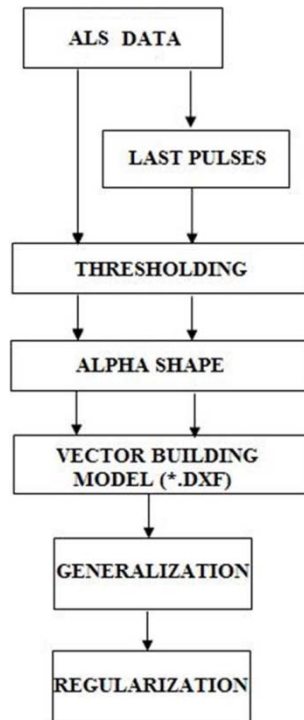 ALS DATA
LAST PULSES
THRESHOLDING
ALPHA SHAPE
VECTOR BUILDING
MODEL (*.DXF)
GENERALIZATION
REGULARIZATION